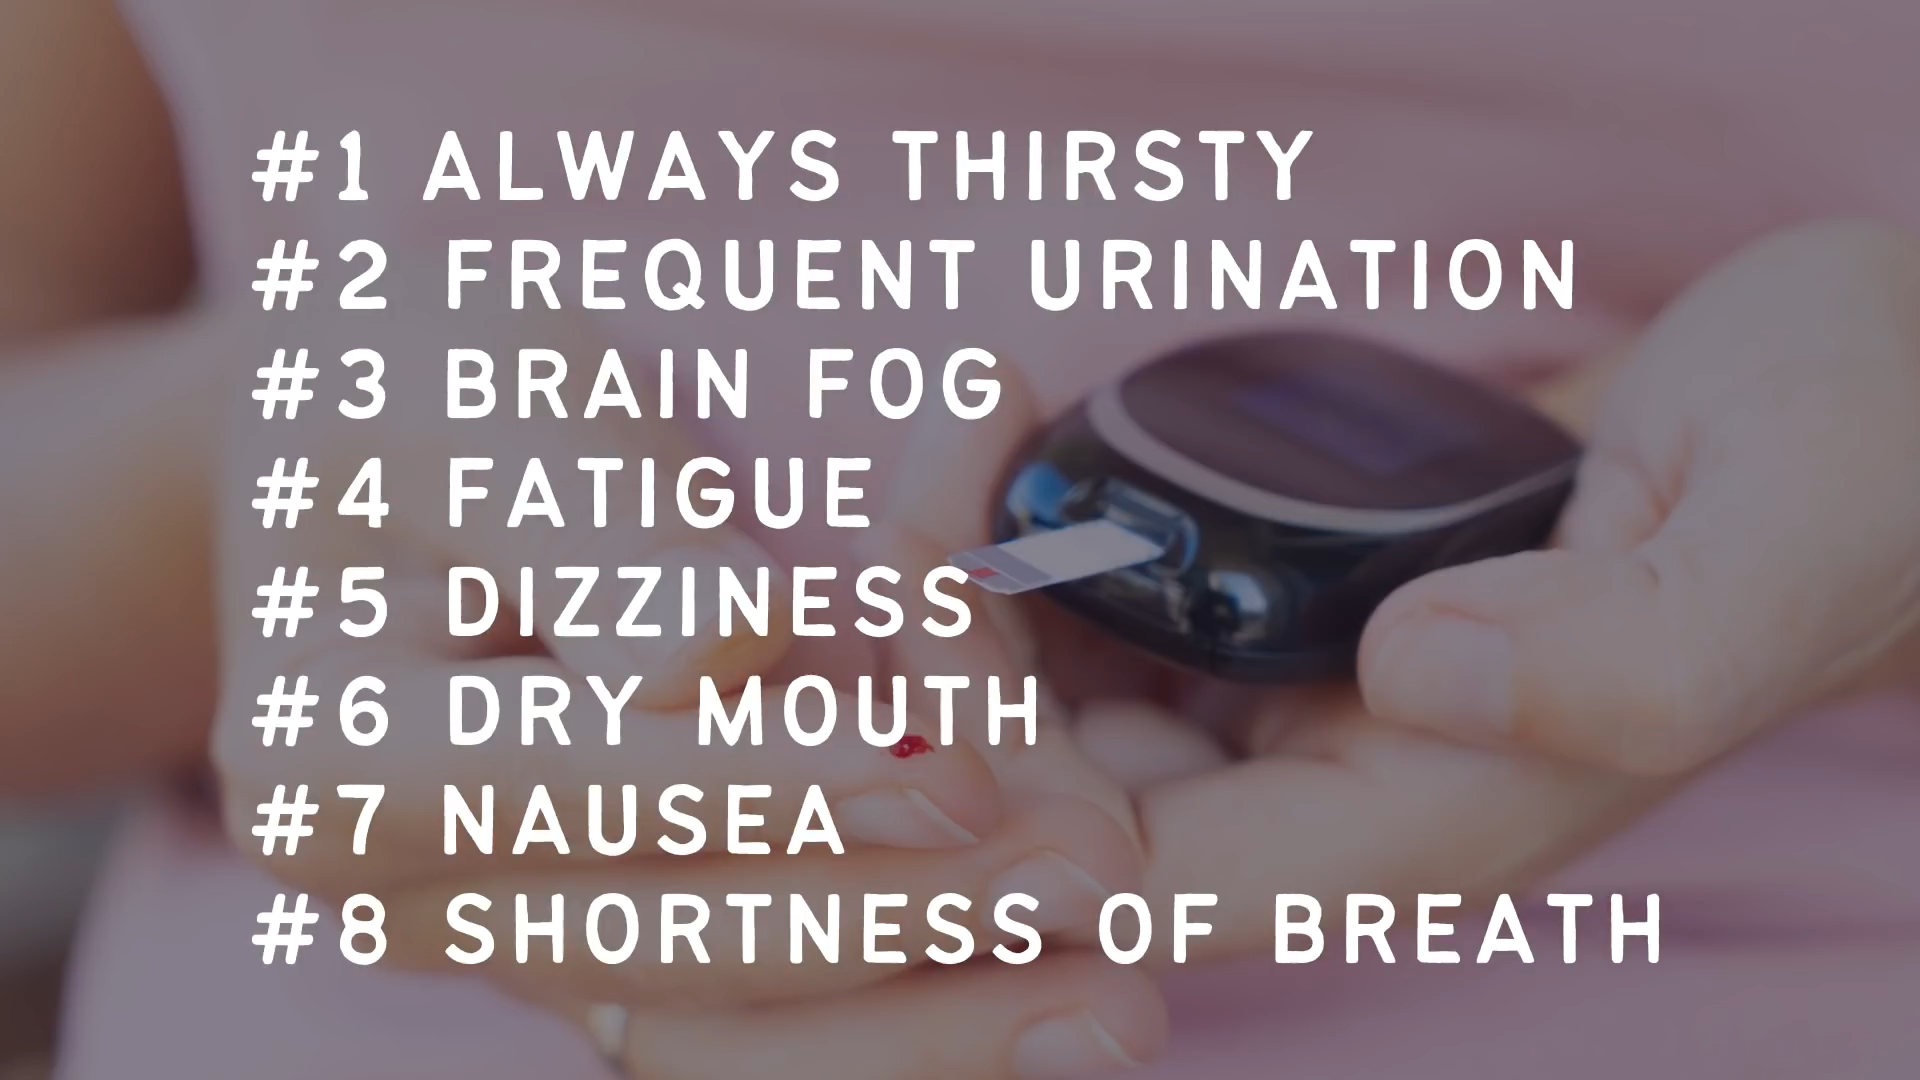 #1 ALWAYS THIRSTY
#2 FREQUENT URINATION
#3 BRAIN FOG
#4 FATIGUE
#5 DIZZINESS
#6 DRY MOUTH
#7 NAUSEA
#8 SHORTNESS OF BREATH